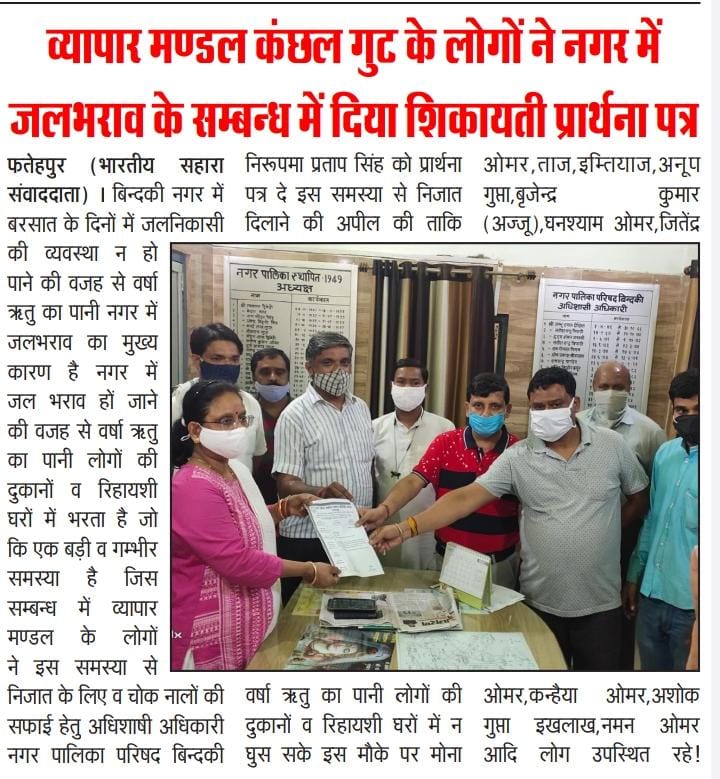 व्यापार मण्डल कंछल गुट के लोगों ने नगर में
जलभराव के सम्बन्ध में दिया शिकायती प्रार्थना पत्र
फतेहपुर (भारतीय सहारा
संवाददाता) । बिन्दकी नगर में
बरसात के दिनों में जलनिकासी
की व्यवस्था न हो
पाने की वजह से वर्षा
ऋतु का पानी नगर में
जलभराव का मुख्य
कारण है नगर में
जल भराव हों जाने
की वजह से वर्षा ऋतु
का पानी लोगों की
दुकानों व रिहायशी
घरों में भरता है जो
कि एक बड़ी व गम्भीर
समस्या है जिस
सम्बन्ध में व्यापार
मण्डल के लोगों
ने इस समस्या से
निजात के लिए व चोक नालों की
सफाई हेतु अधिशाषी अधिकारी
नगर पालिका परिषद बिन्दकी
निरूपमा प्रताप सिंह को प्रार्थना
पत्र दे इस समस्या से निजात
दिलाने की अपील की ताकि
वर्षा ऋतु का पानी लोगों की
दुकानों व रिहायशी घरों में न
घुस सके इस मौके पर मोना
ओमर,ताज,इम्तियाज,अनूप
गुप्ता,बृजेन्द्र कुमार
(अज्जू),घनश्याम ओमर,जितेंद्र
ओमर,कन्हैया ओमर,अशोक
गुप्ता इखलाख,नमन ओमर
आदि लोग उपस्थित रहे!
नगर पालिका स्थापित-1949
अध्यक्ष
नाम कार्यकाल
नगर पालिका परिषद बिन्दकी
अधिशासी अधिकारी
नाम कार्यकाल